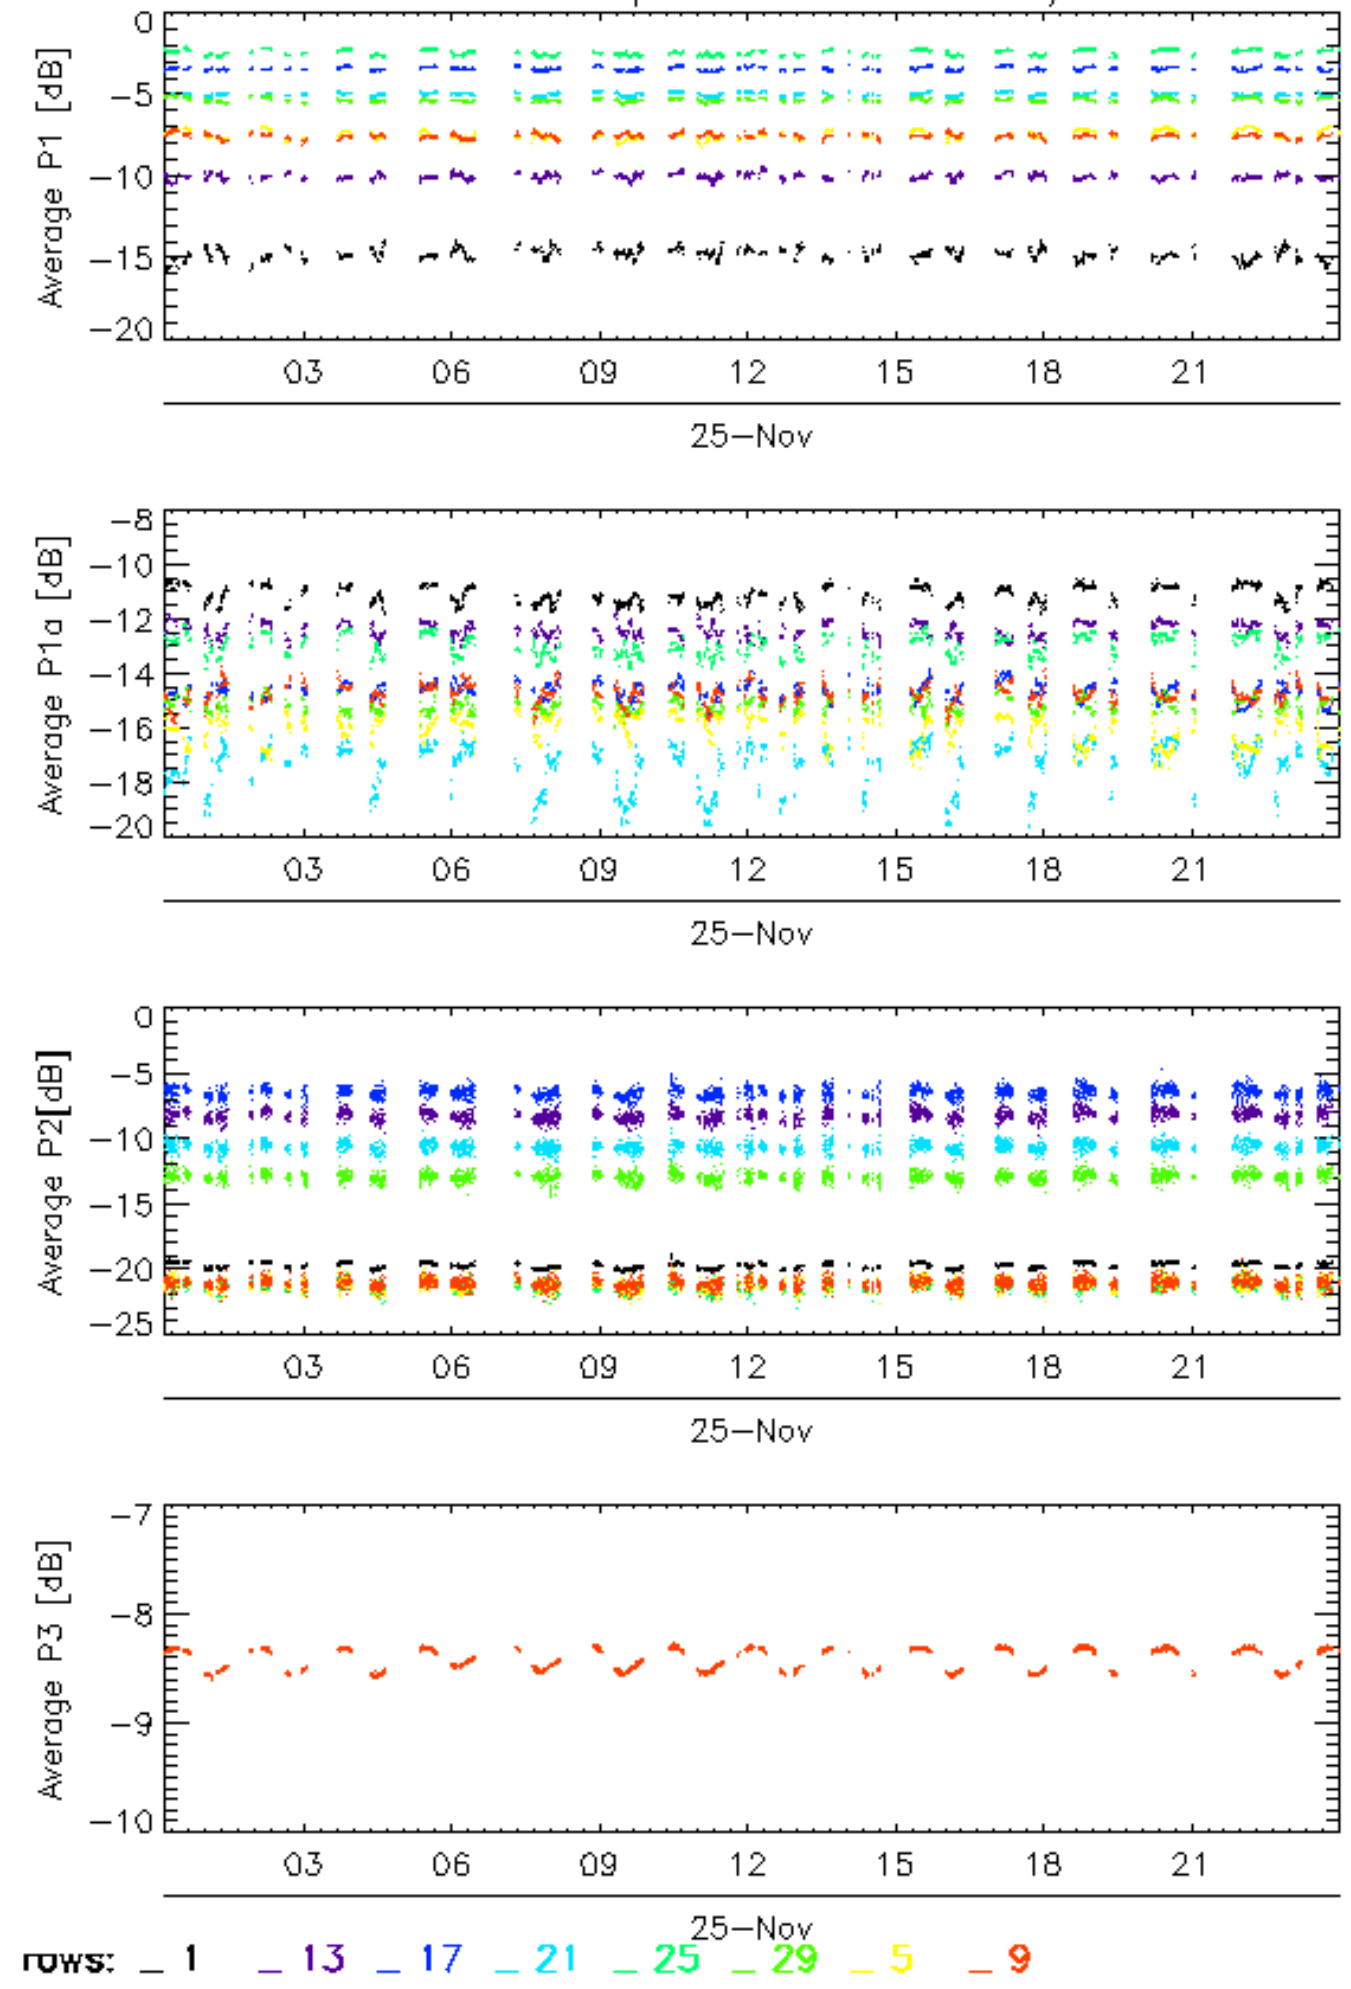 0
−5
−10
−15
−20
Average P1 [dB]
03 06 09 12 15 18 21
25−Nov
−8
−10
−12
−14
−16
−18
−20
Average P1a [dB]
03 06 09 12 15 18 21
25−Nov
0
−5
−10
−15
−20
−25
Average P2[dB]
03 06 09 12 15 18 21
25−Nov
−7
−8
−9
−10
Average P3 [dB]
03 06 09 12 15 18 21
25−Nov
rows: _ 1 _ 13 _ 17 _ 21 _ 25 _ 29 _ 5 _ 9